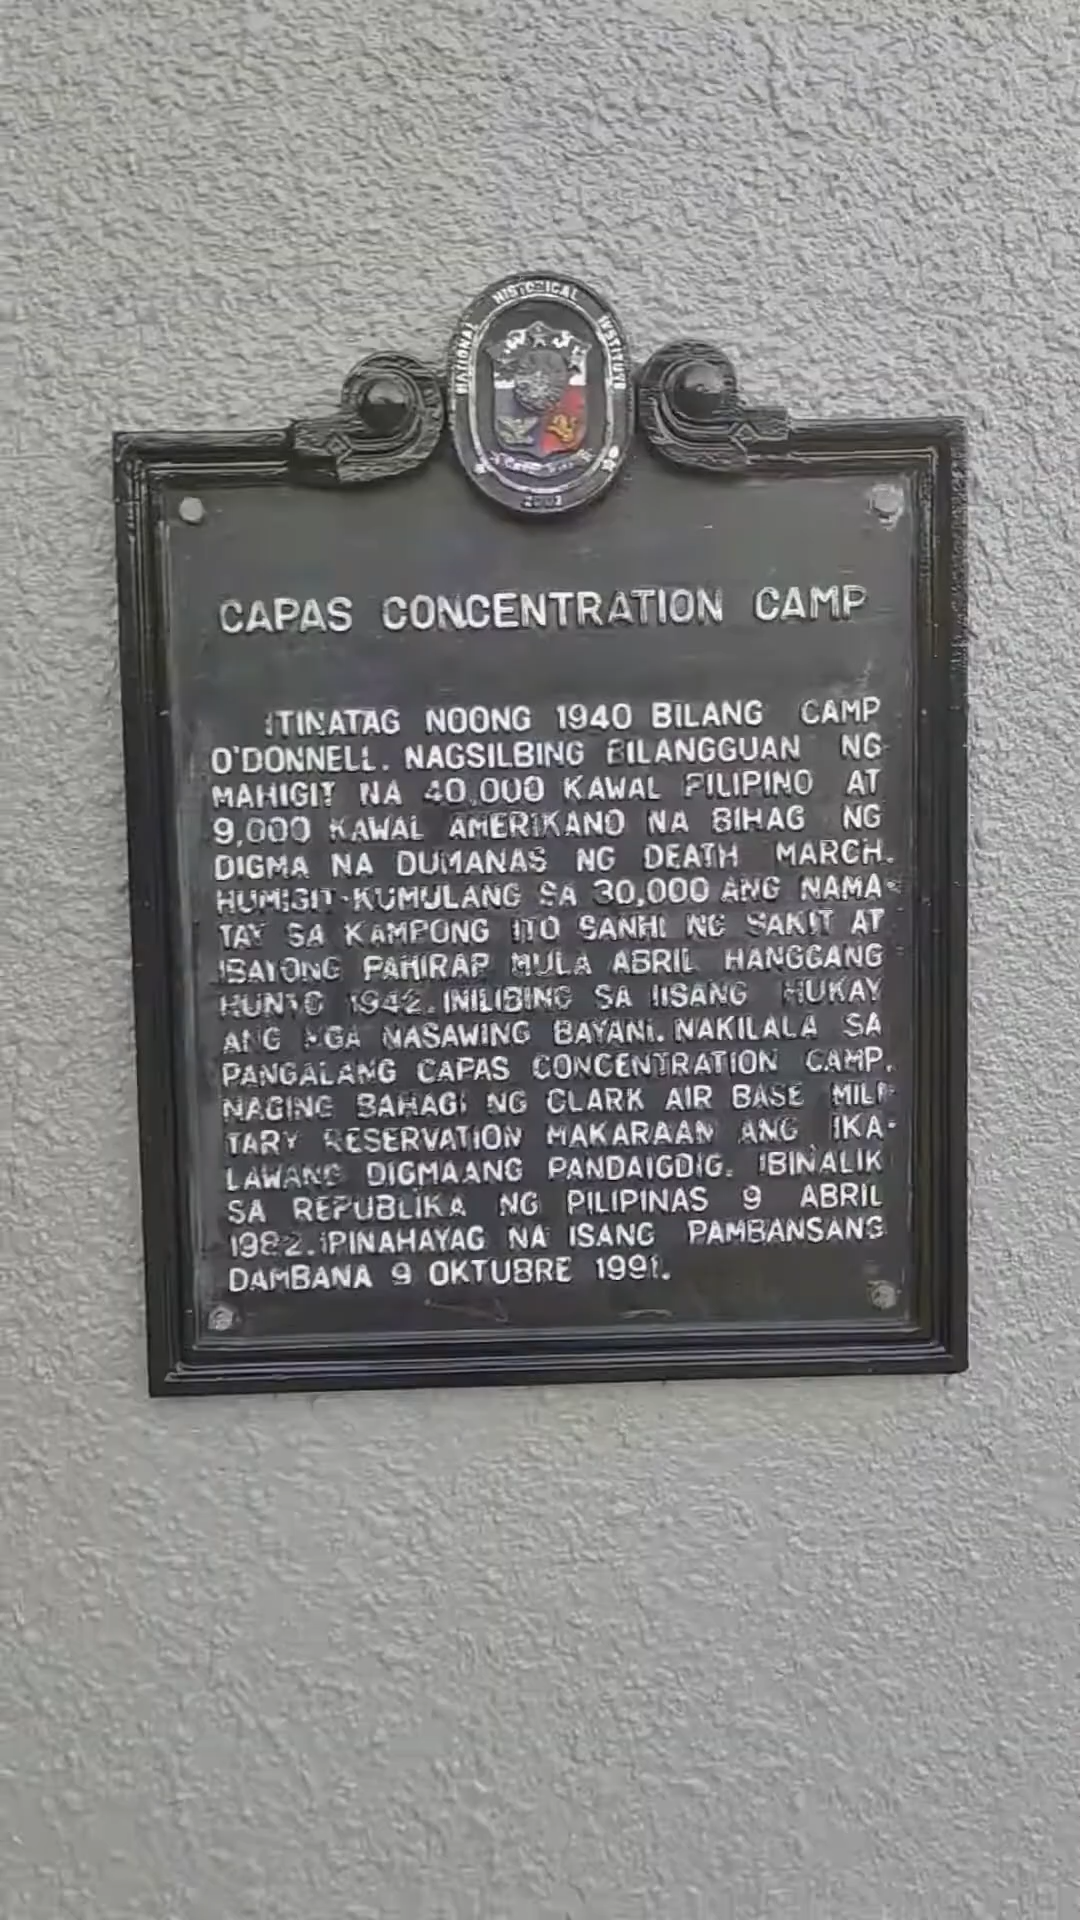 NATIONAL HISTORICAL INSTITUTE
2003
CAPAS CONCENTRATION CAMP
ITINATAG NOONG 1940 BILANG CAMP
O'DONNELL. NAGSILBING BILANGGUAN NG
MAHIGIT NA 40,000 KAWAL PILIPINO AT
9,000 KAWAL AMERIKANO NA BIHAG NG
DIGMA NA DUMANAS NG DEATH MARCH.
HUMIGIT-KUMULANG SA 30,000 ANG NAMA-
TAY SA KAMPONG ITO SANHI NG SAKIT AT
IBAYONG PAHIRAP MULA ABRIL HANGGANG
HUNYO 1942. INILIBING SA IISANG HUKAY
ANG MGA NASAWING BAYANI. NAKILALA SA
PANGALANG CAPAS CONCENTRATION CAMP.
NAGING BAHAGI NG CLARK AIR BASE MILI-
TARY RESERVATION MAKARAAN ANG IKA-
LAWANG DIGMAANG PANDAIGDIG. IBINALIK
SA REPUBLIKA NG PILIPINAS 9 ABRIL
1982. IPINAHAYAG NA ISANG PAMBANSANG
DAMBANA 9 OKTUBRE 1991.